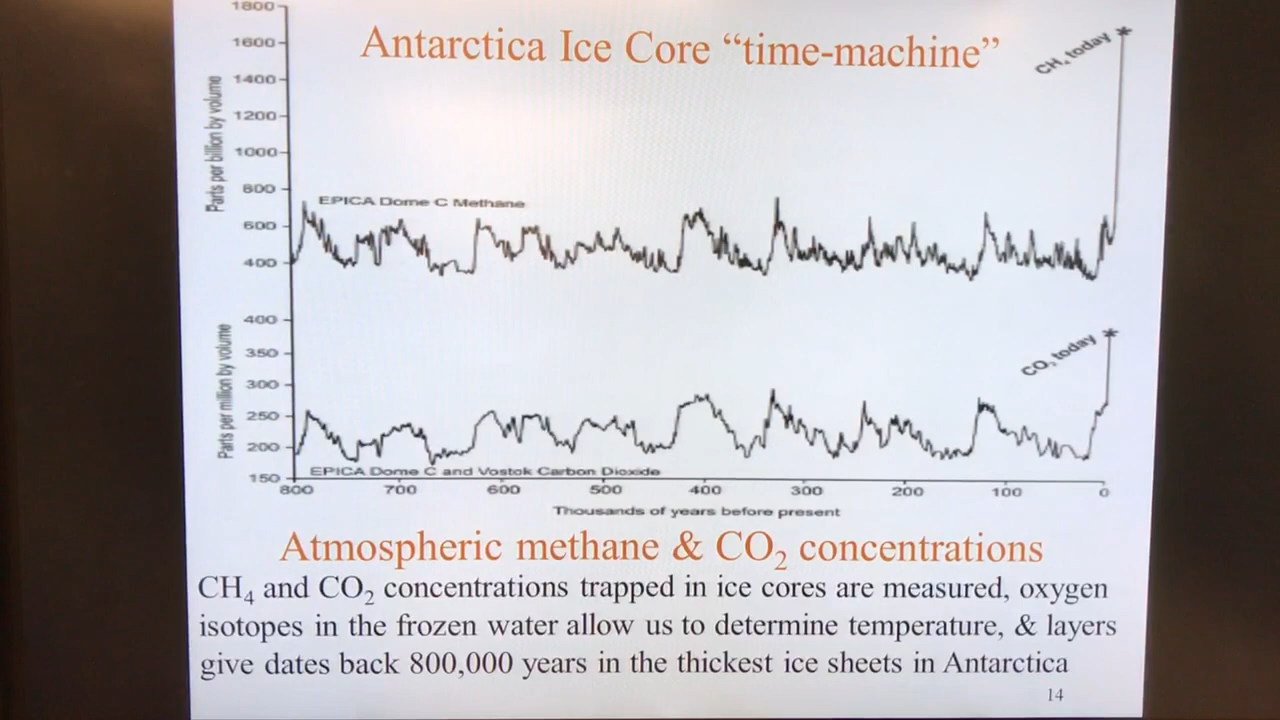 Antarctica Ice Core “time-machine”
CH4 today *
Parts per billion by volume
1800
1600
1400
1200
1000
800
600
400
EPICA Dome C Methane
CO2 today *
Parts per million by volume
400
350
300
250
200
150
EPICA Dome C and Vostok Carbon Dioxide
800 700 600 500 400 300 200 100 0
Thousands of years before present
Atmospheric methane & CO2 concentrations
CH4 and CO2 concentrations trapped in ice cores are measured, oxygen
isotopes in the frozen water allow us to determine temperature, & layers
give dates back 800,000 years in the thickest ice sheets in Antarctica
14